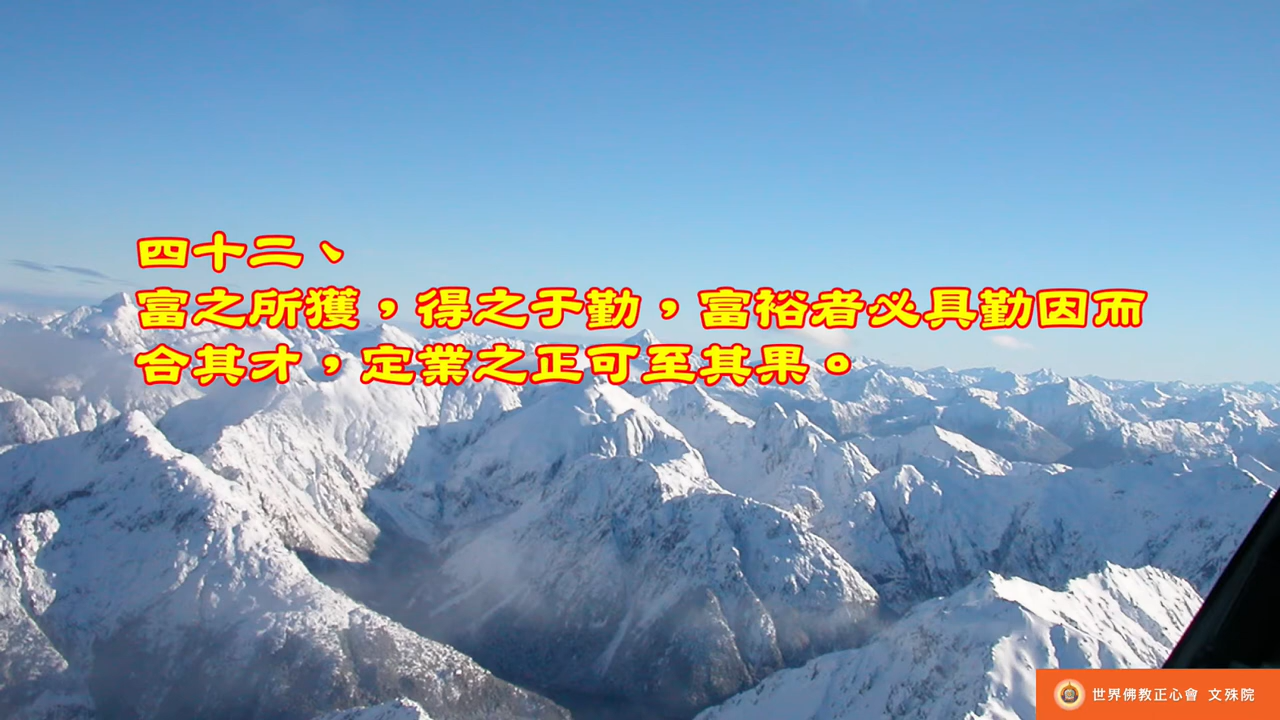 四十二、
富之所獲，得之于勤，富裕者必具勤因而
合其才，定業之正可至其果。
世界佛教正心會 文殊院